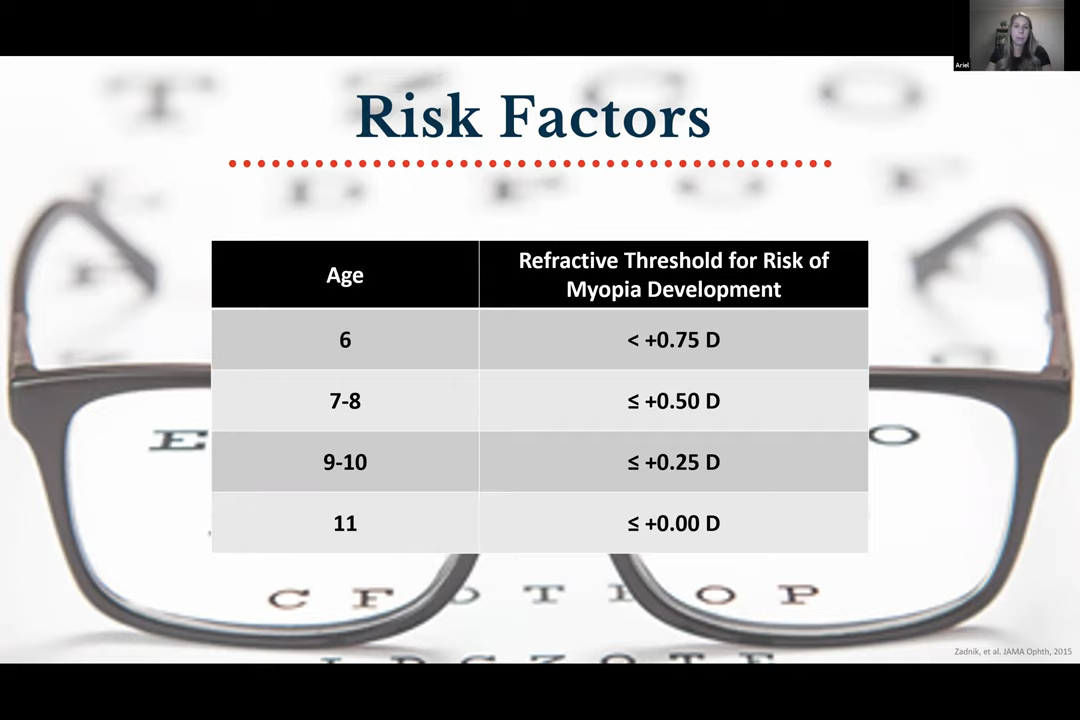 Ariel
Risk Factors
Age
Refractive Threshold for Risk of
Myopia Development
6
< +0.75 D
7-8
≤ +0.50 D
9-10
≤ +0.25 D
11
≤ +0.00 D
E
O
C F O T F O P
Zadnik, et al. JAMA Ophth, 2015